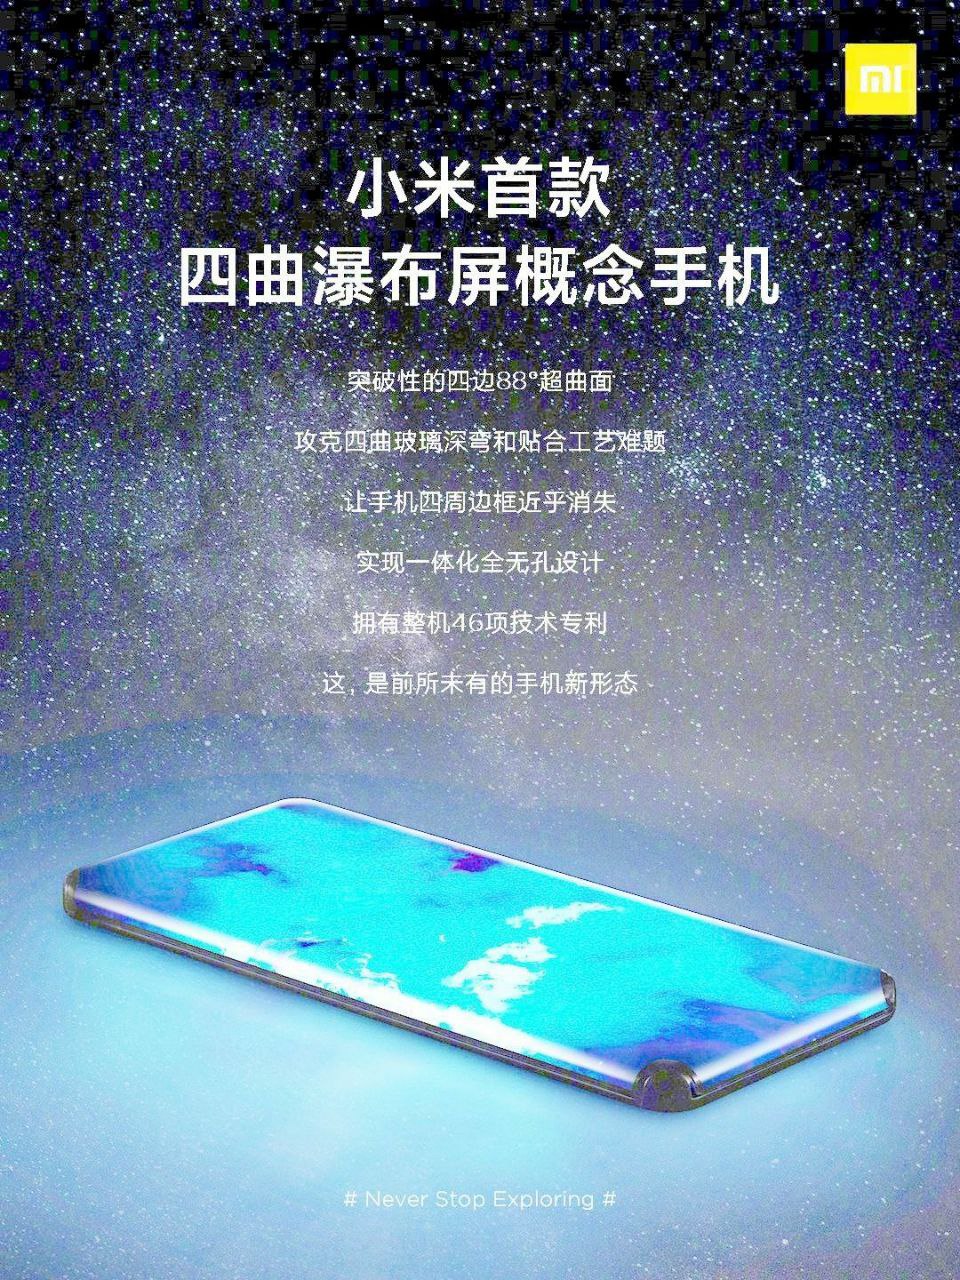 mi
小米首款
四曲瀑布屏概念手机
突破性的四边88°超曲面
攻克四曲玻璃深弯和贴合工艺难题
让手机四周边框近乎消失
实现一体化全无孔设计
拥有整机46项技术专利
这，是前所未有的手机新形态
# Never Stop Exploring #